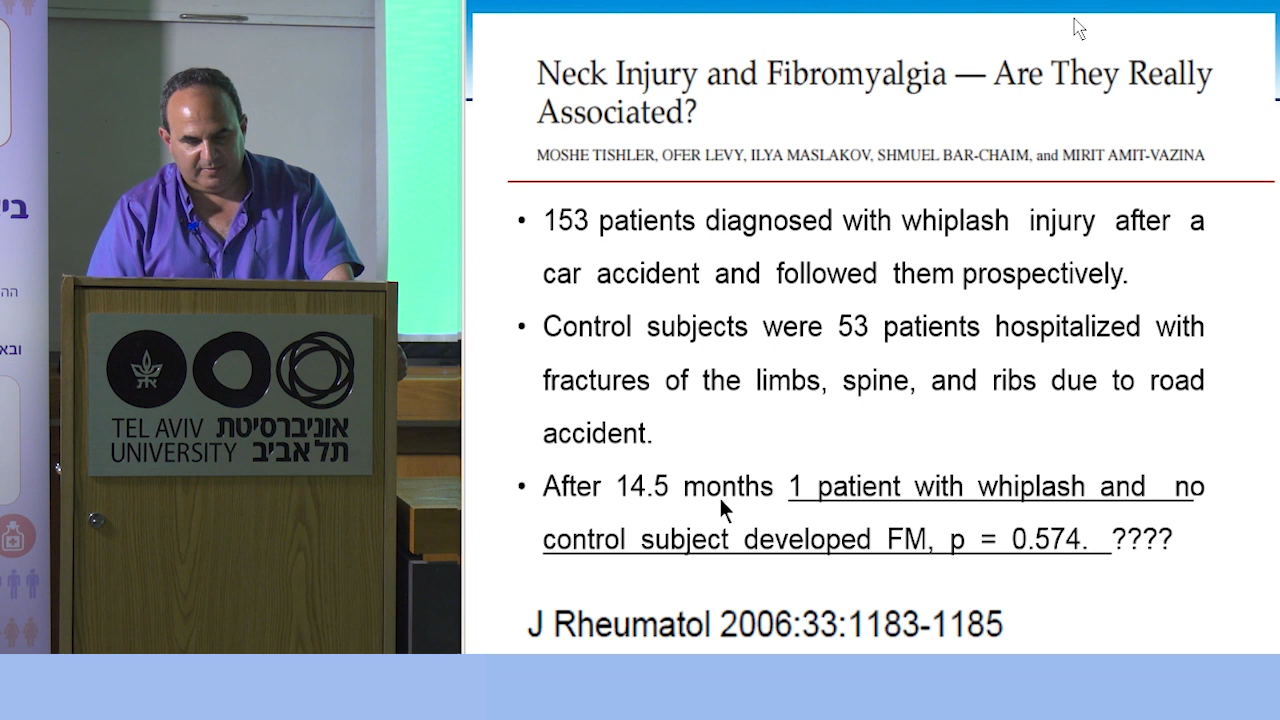 Neck Injury and Fibromyalgia — Are They Really
Associated?
MOSHE TISHLER, OFER LEVY, ILYA MASLAKOV, SHMUEL BAR-CHAIM, and MIRIT AMIT-VAZINA
• 153 patients diagnosed with whiplash injury after a
car accident and followed them prospectively.
• Control subjects were 53 patients hospitalized with
fractures of the limbs, spine, and ribs due to road
accident.
• After 14.5 months 1 patient with whiplash and no
control subject developed FM, p = 0.574. ????
J Rheumatol 2006:33:1183-1185
TEL AVIV אוניברסיטת
UNIVERSITY תל אביב